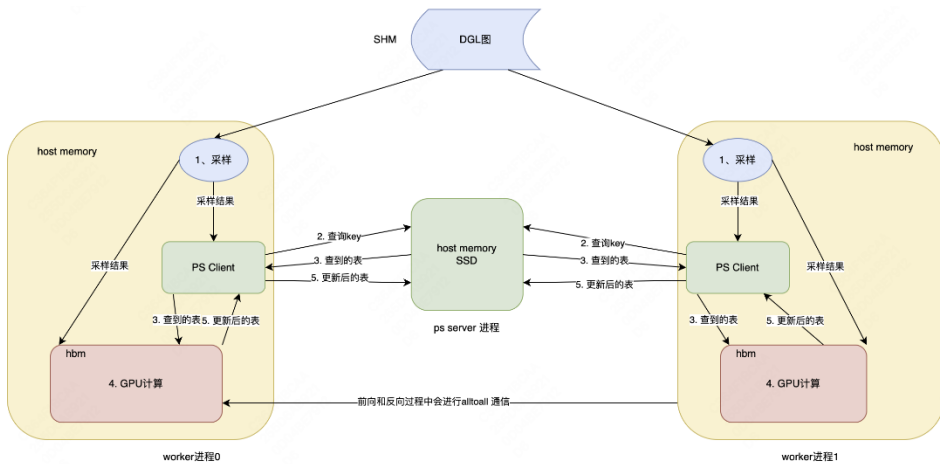 SHM
DGL图
host memory
1、采样
采样结果
采样结果
PS Client
2. 查询key
3. 查到的表
5. 更新后的表
3. 查到的表
5. 更新后的表
hbm
4. GPU计算
worker进程0
host memory
SSD
ps server 进程
前向和反向过程中会进行alltoall 通信
host memory
1、采样
采样结果
采样结果
2. 查询key
3. 查到的表
5. 更新后的表
PS Client
3. 查到的表
5. 更新后的表
hbm
4. GPU计算
worker进程1